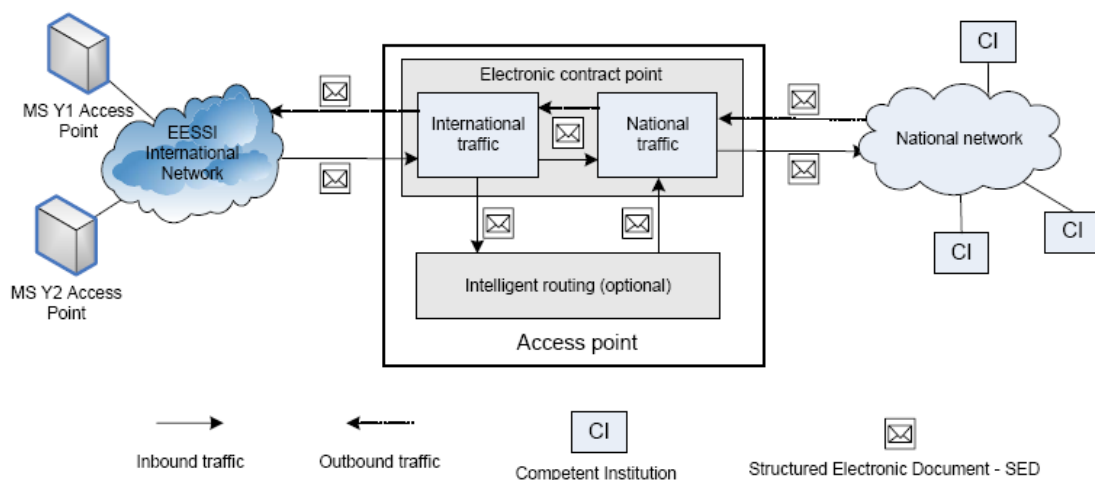 CI
Electronic contract point
MS Y1 Access
Point
EESSI
International
Network
International
traffic
National
traffic
National network
CI
CI
MS Y2 Access
Point
Intelligent routing (optional)
Access point
CI
Inbound traffic
Outbound traffic
Competent Institution
Structured Electronic Document - SED